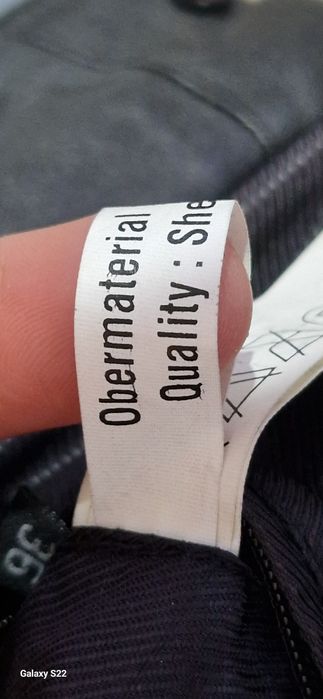 Obermaterial
Quality : She
36
Galaxy S22